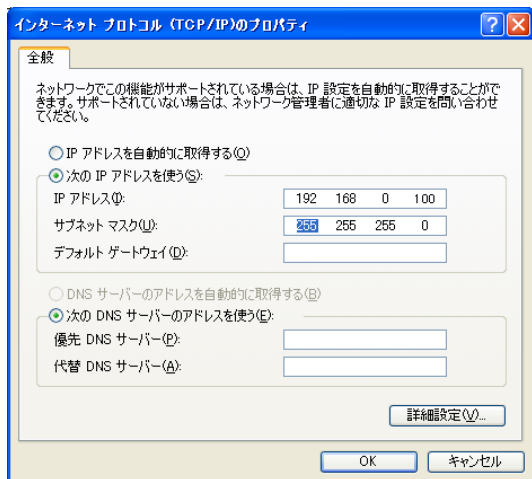 インターネット プロトコル (TCP/IP)のプロパティ
全般
ネットワークでこの機能がサポートされている場合は、IP 設定を自動的に取得することがで
きます。サポートされていない場合は、ネットワーク管理者に適切な IP 設定を問い合わせ
てください。
IP アドレスを自動的に取得する(O)
次の IP アドレスを使う(S):
IP アドレス(I): 192 168 0 100
サブネット マスク(U): 255 255 255 0
デフォルト ゲートウェイ(D):
DNS サーバーのアドレスを自動的に取得する(B)
次の DNS サーバーのアドレスを使う(E):
優先 DNS サーバー(P):
代替 DNS サーバー(A):
詳細設定(V)...
OK キャンセル